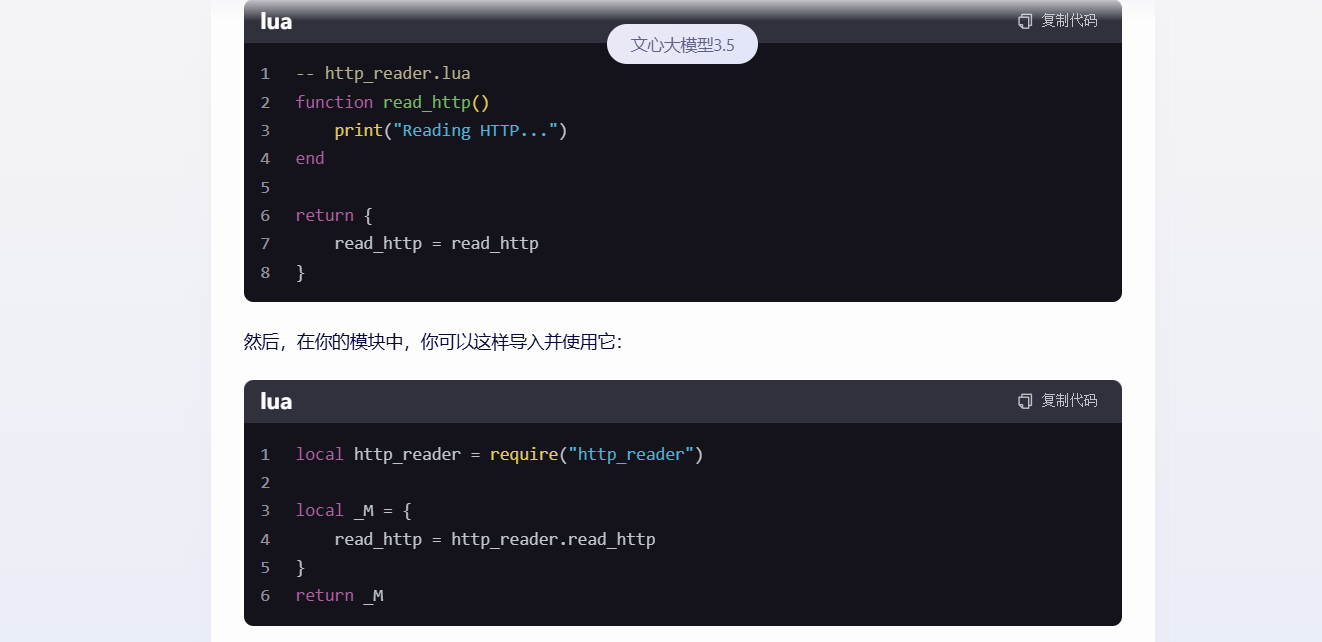 lua
复制代码
文心大模型3.5
1 -- http_reader.lua
2 function read_http()
3     print("Reading HTTP...")
4 end
5
6 return {
7     read_http = read_http
8 }
然后，在你的模块中，你可以这样导入并使用它：
lua
复制代码
1 local http_reader = require("http_reader")
2
3 local _M = {
4     read_http = http_reader.read_http
5 }
6 return _M